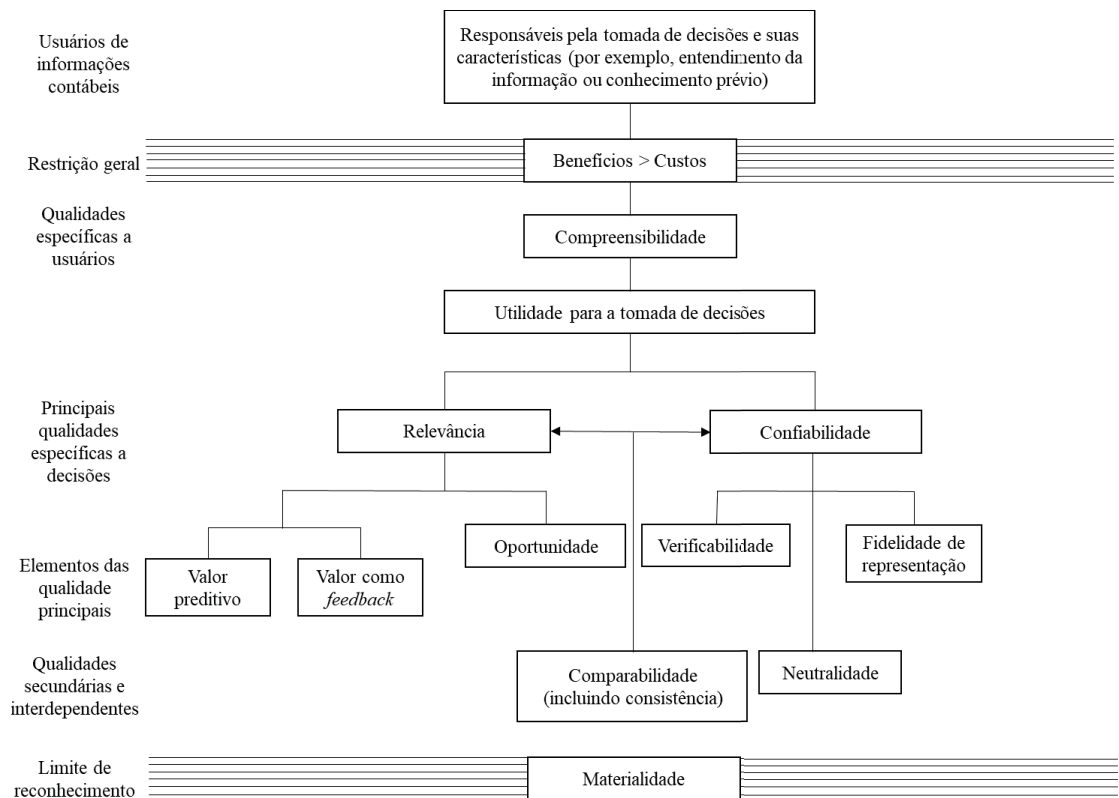 Usuários de
informações
contábeis
Responsáveis pela tomada de decisões e suas
características (por exemplo, entendimento da
informação ou conhecimento prévio)
Restrição geral
Benefícios > Custos
Qualidades
específicas a
usuários
Compreensibilidade
Utilidade para a tomada de decisões
Principais
qualidades
específicas a
decisões
Relevância
Confiabilidade
Elementos das
qualidade
principais
Valor
preditivo
Valor como
feedback
Oportunidade
Verificabilidade
Fidelidade de
representação
Qualidades
secundárias e
interdependentes
Comparabilidade
(incluindo consistência)
Neutralidade
Limite de
reconhecimento
Materialidade